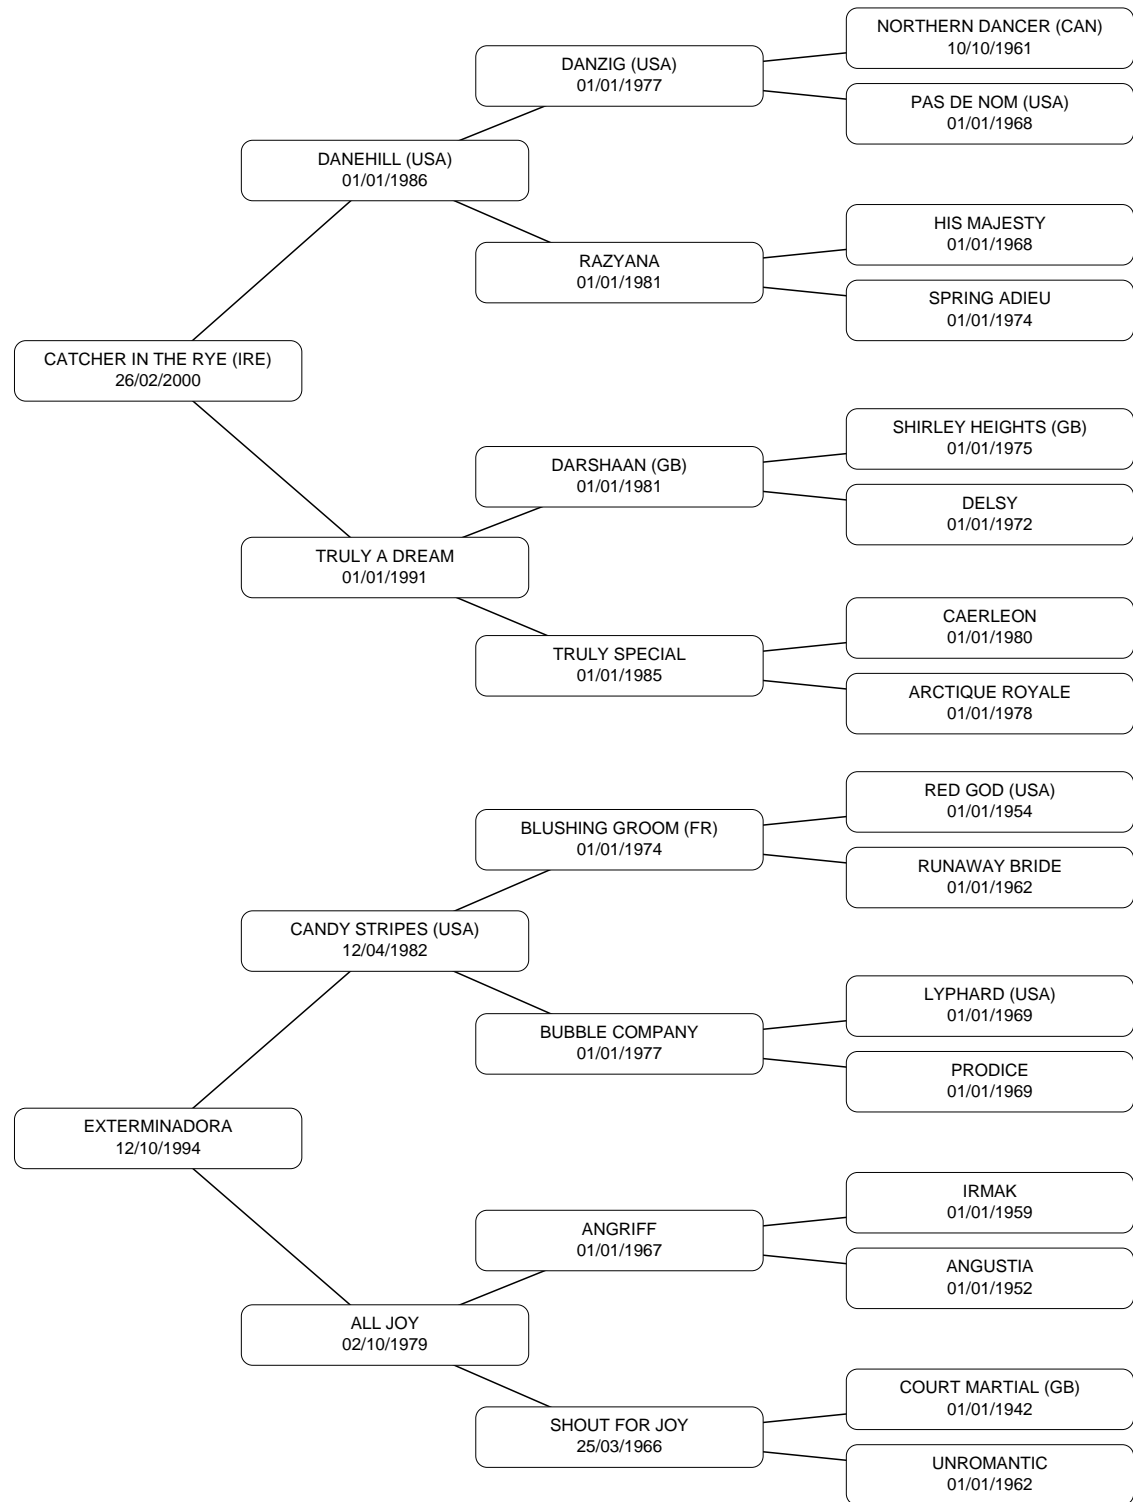 NORTHERN DANCER (CAN)
10/10/1961
DANZIG (USA)
01/01/1977
PAS DE NOM (USA)
01/01/1968
DANEHILL (USA)
01/01/1986
HIS MAJESTY
01/01/1968
RAZYANA
01/01/1981
SPRING ADIEU
01/01/1974
CATCHER IN THE RYE (IRE)
26/02/2000
SHIRLEY HEIGHTS (GB)
01/01/1975
DARSHAAN (GB)
01/01/1981
DELSY
01/01/1972
TRULY A DREAM
01/01/1991
CAERLEON
01/01/1980
TRULY SPECIAL
01/01/1985
ARCTIQUE ROYALE
01/01/1978
RED GOD (USA)
01/01/1954
BLUSHING GROOM (FR)
01/01/1974
RUNAWAY BRIDE
01/01/1962
CANDY STRIPES (USA)
12/04/1982
LYPHARD (USA)
01/01/1969
BUBBLE COMPANY
01/01/1977
PRODICE
01/01/1969
EXTERMINADORA
12/10/1994
IRMAK
01/01/1959
ANGRIFF
01/01/1967
ANGUSTIA
01/01/1952
ALL JOY
02/10/1979
COURT MARTIAL (GB)
01/01/1942
SHOUT FOR JOY
25/03/1966
UNROMANTIC
01/01/1962